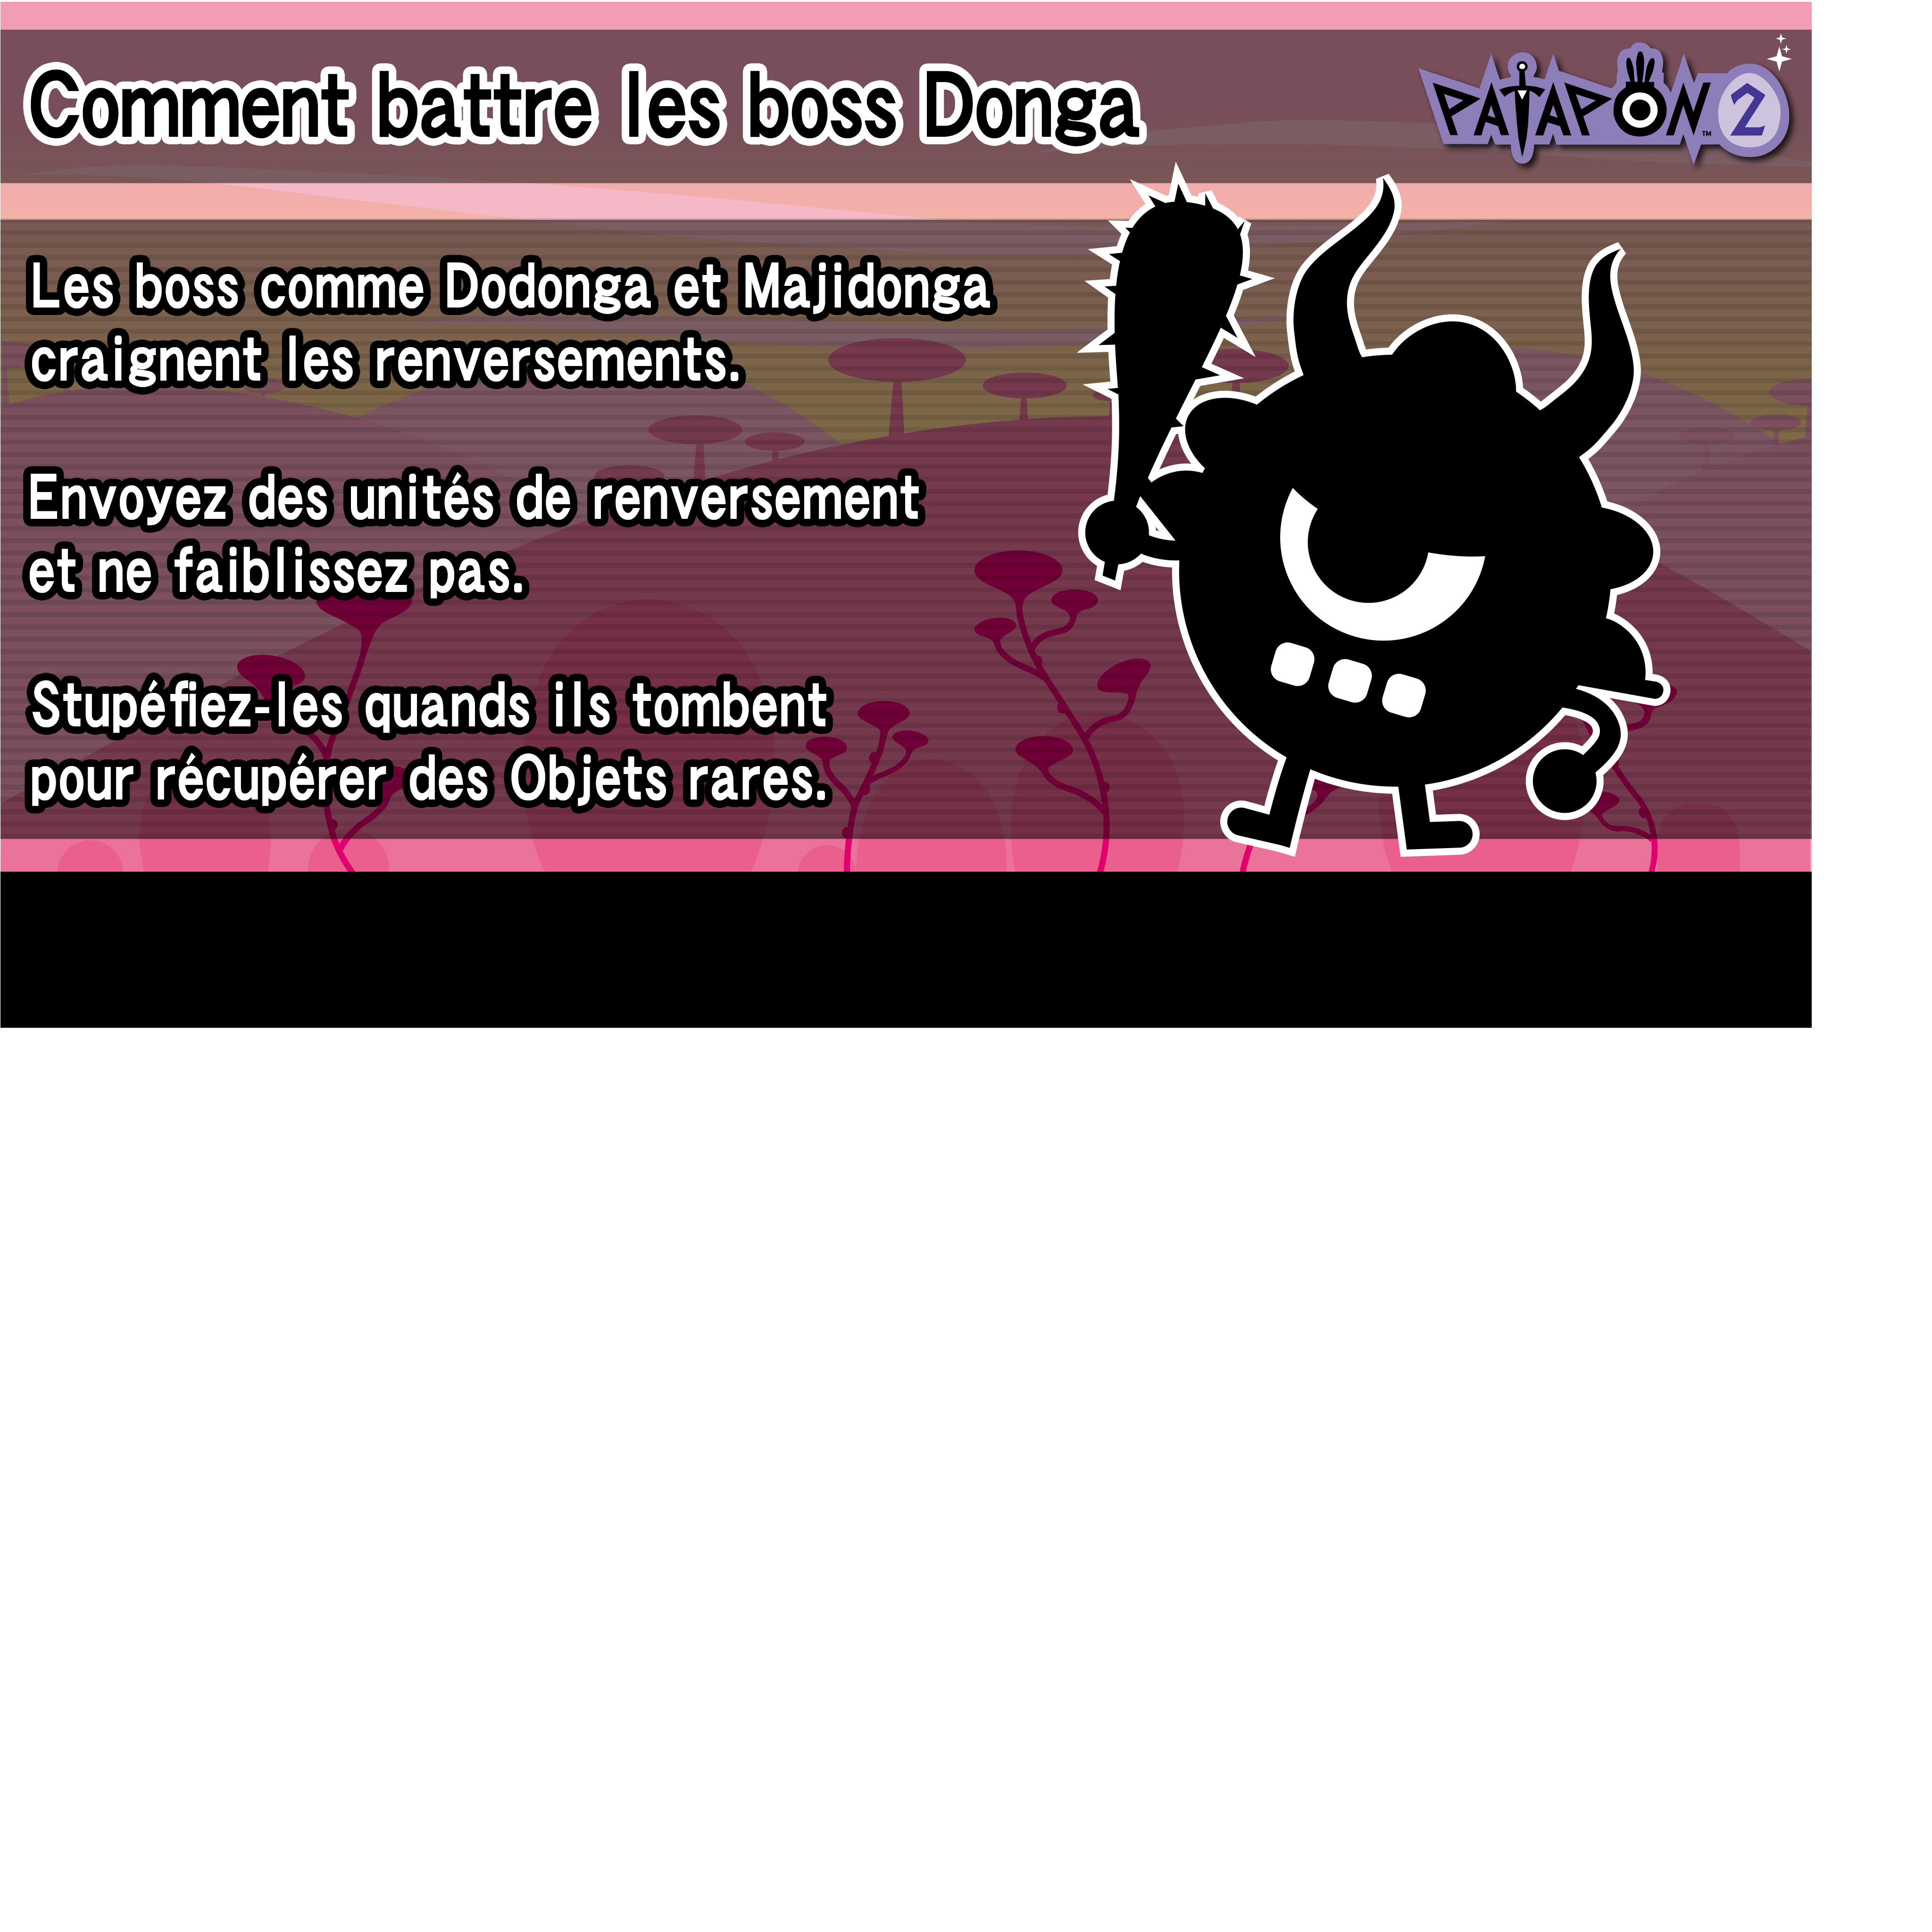 Comment battre les boss Donga
PATAPON™ 2
Les boss comme Dodonga et Majidonga
craignent les renversements.
Envoyez des unités de renversement
et ne faiblissez pas.
Stupéfiez-les quands ils tombent
pour récupérer des Objets rares.